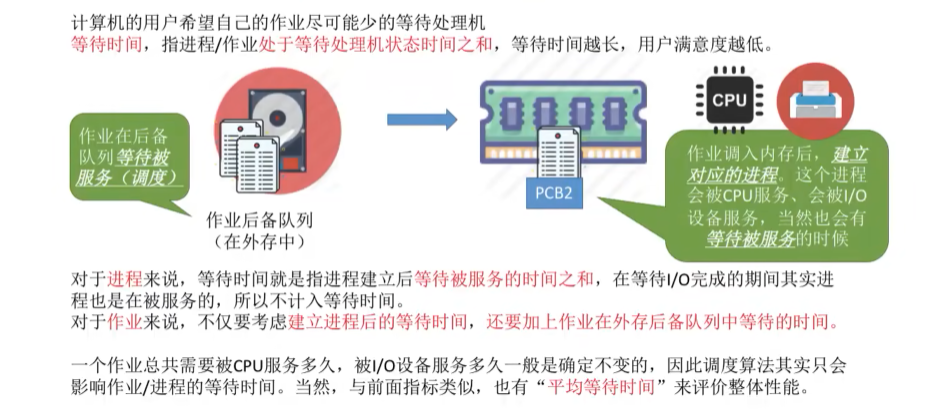 计算机的用户希望自己的作业尽可能少的等待处理机
等待时间，指进程/作业处于等待处理机状态时间之和，等待时间越长，用户满意度越低。
作业在后备
队列等待被
服务（调度）
作业后备队列
（在外存中）
PCB2
CPU
作业调入内存后，建立
对应的进程。这个进程
会被CPU服务、会被I/O
设备服务，当然也会有
等待被服务的时候
对于进程来说，等待时间就是指进程建立后等待被服务的时间之和，在等待I/O完成的期间其实进
程也是在被服务的，所以不计入等待时间。
对于作业来说，不仅要考虑建立进程后的等待时间，还要加上作业在外存后备队列中等待的时间。
一个作业总共需要被CPU服务多久，被I/O设备服务多久一般是确定不变的，因此调度算法其实只会
影响作业/进程的等待时间。当然，与前面指标类似，也有“平均等待时间”来评价整体性能。